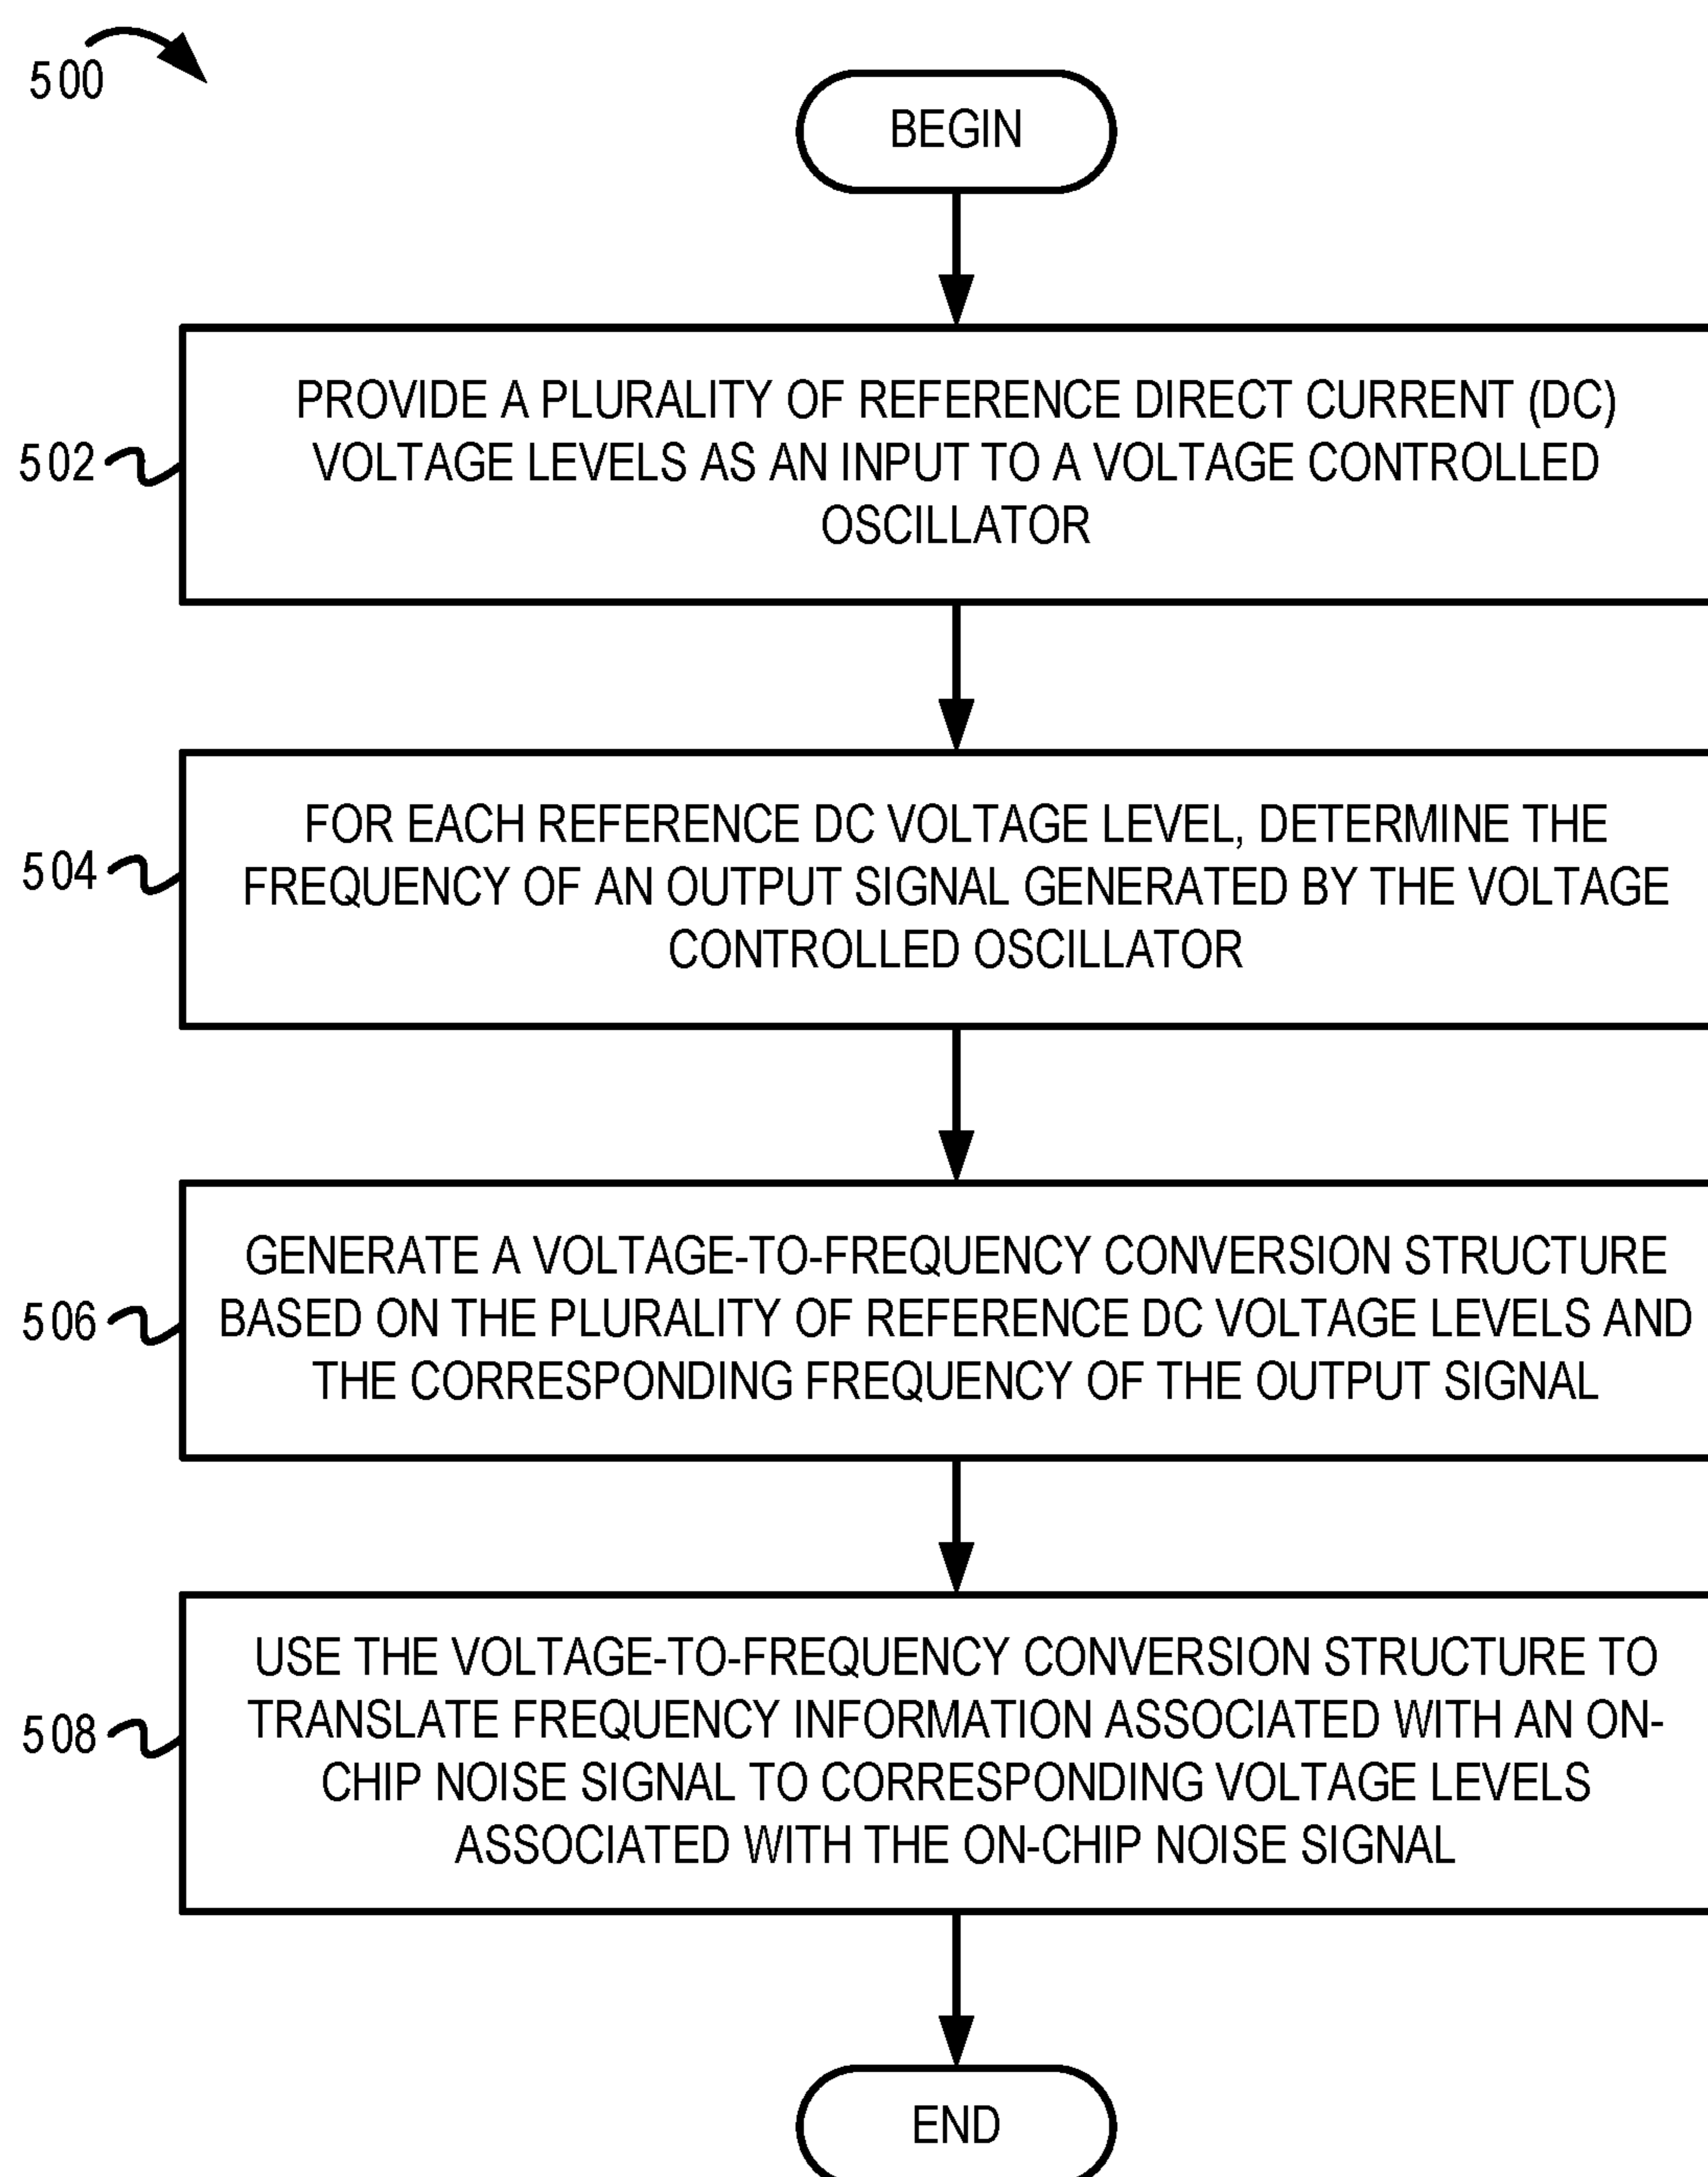 500
BEGIN
PROVIDE A PLURALITY OF REFERENCE DIRECT CURRENT (DC)
VOLTAGE LEVELS AS AN INPUT TO A VOLTAGE CONTROLLED
OSCILLATOR
502
FOR EACH REFERENCE DC VOLTAGE LEVEL, DETERMINE THE
FREQUENCY OF AN OUTPUT SIGNAL GENERATED BY THE VOLTAGE
CONTROLLED OSCILLATOR
504
GENERATE A VOLTAGE-TO-FREQUENCY CONVERSION STRUCTURE
BASED ON THE PLURALITY OF REFERENCE DC VOLTAGE LEVELS AND
THE CORRESPONDING FREQUENCY OF THE OUTPUT SIGNAL
506
USE THE VOLTAGE-TO-FREQUENCY CONVERSION STRUCTURE TO
TRANSLATE FREQUENCY INFORMATION ASSOCIATED WITH AN ON-
CHIP NOISE SIGNAL TO CORRESPONDING VOLTAGE LEVELS
ASSOCIATED WITH THE ON-CHIP NOISE SIGNAL
508
END